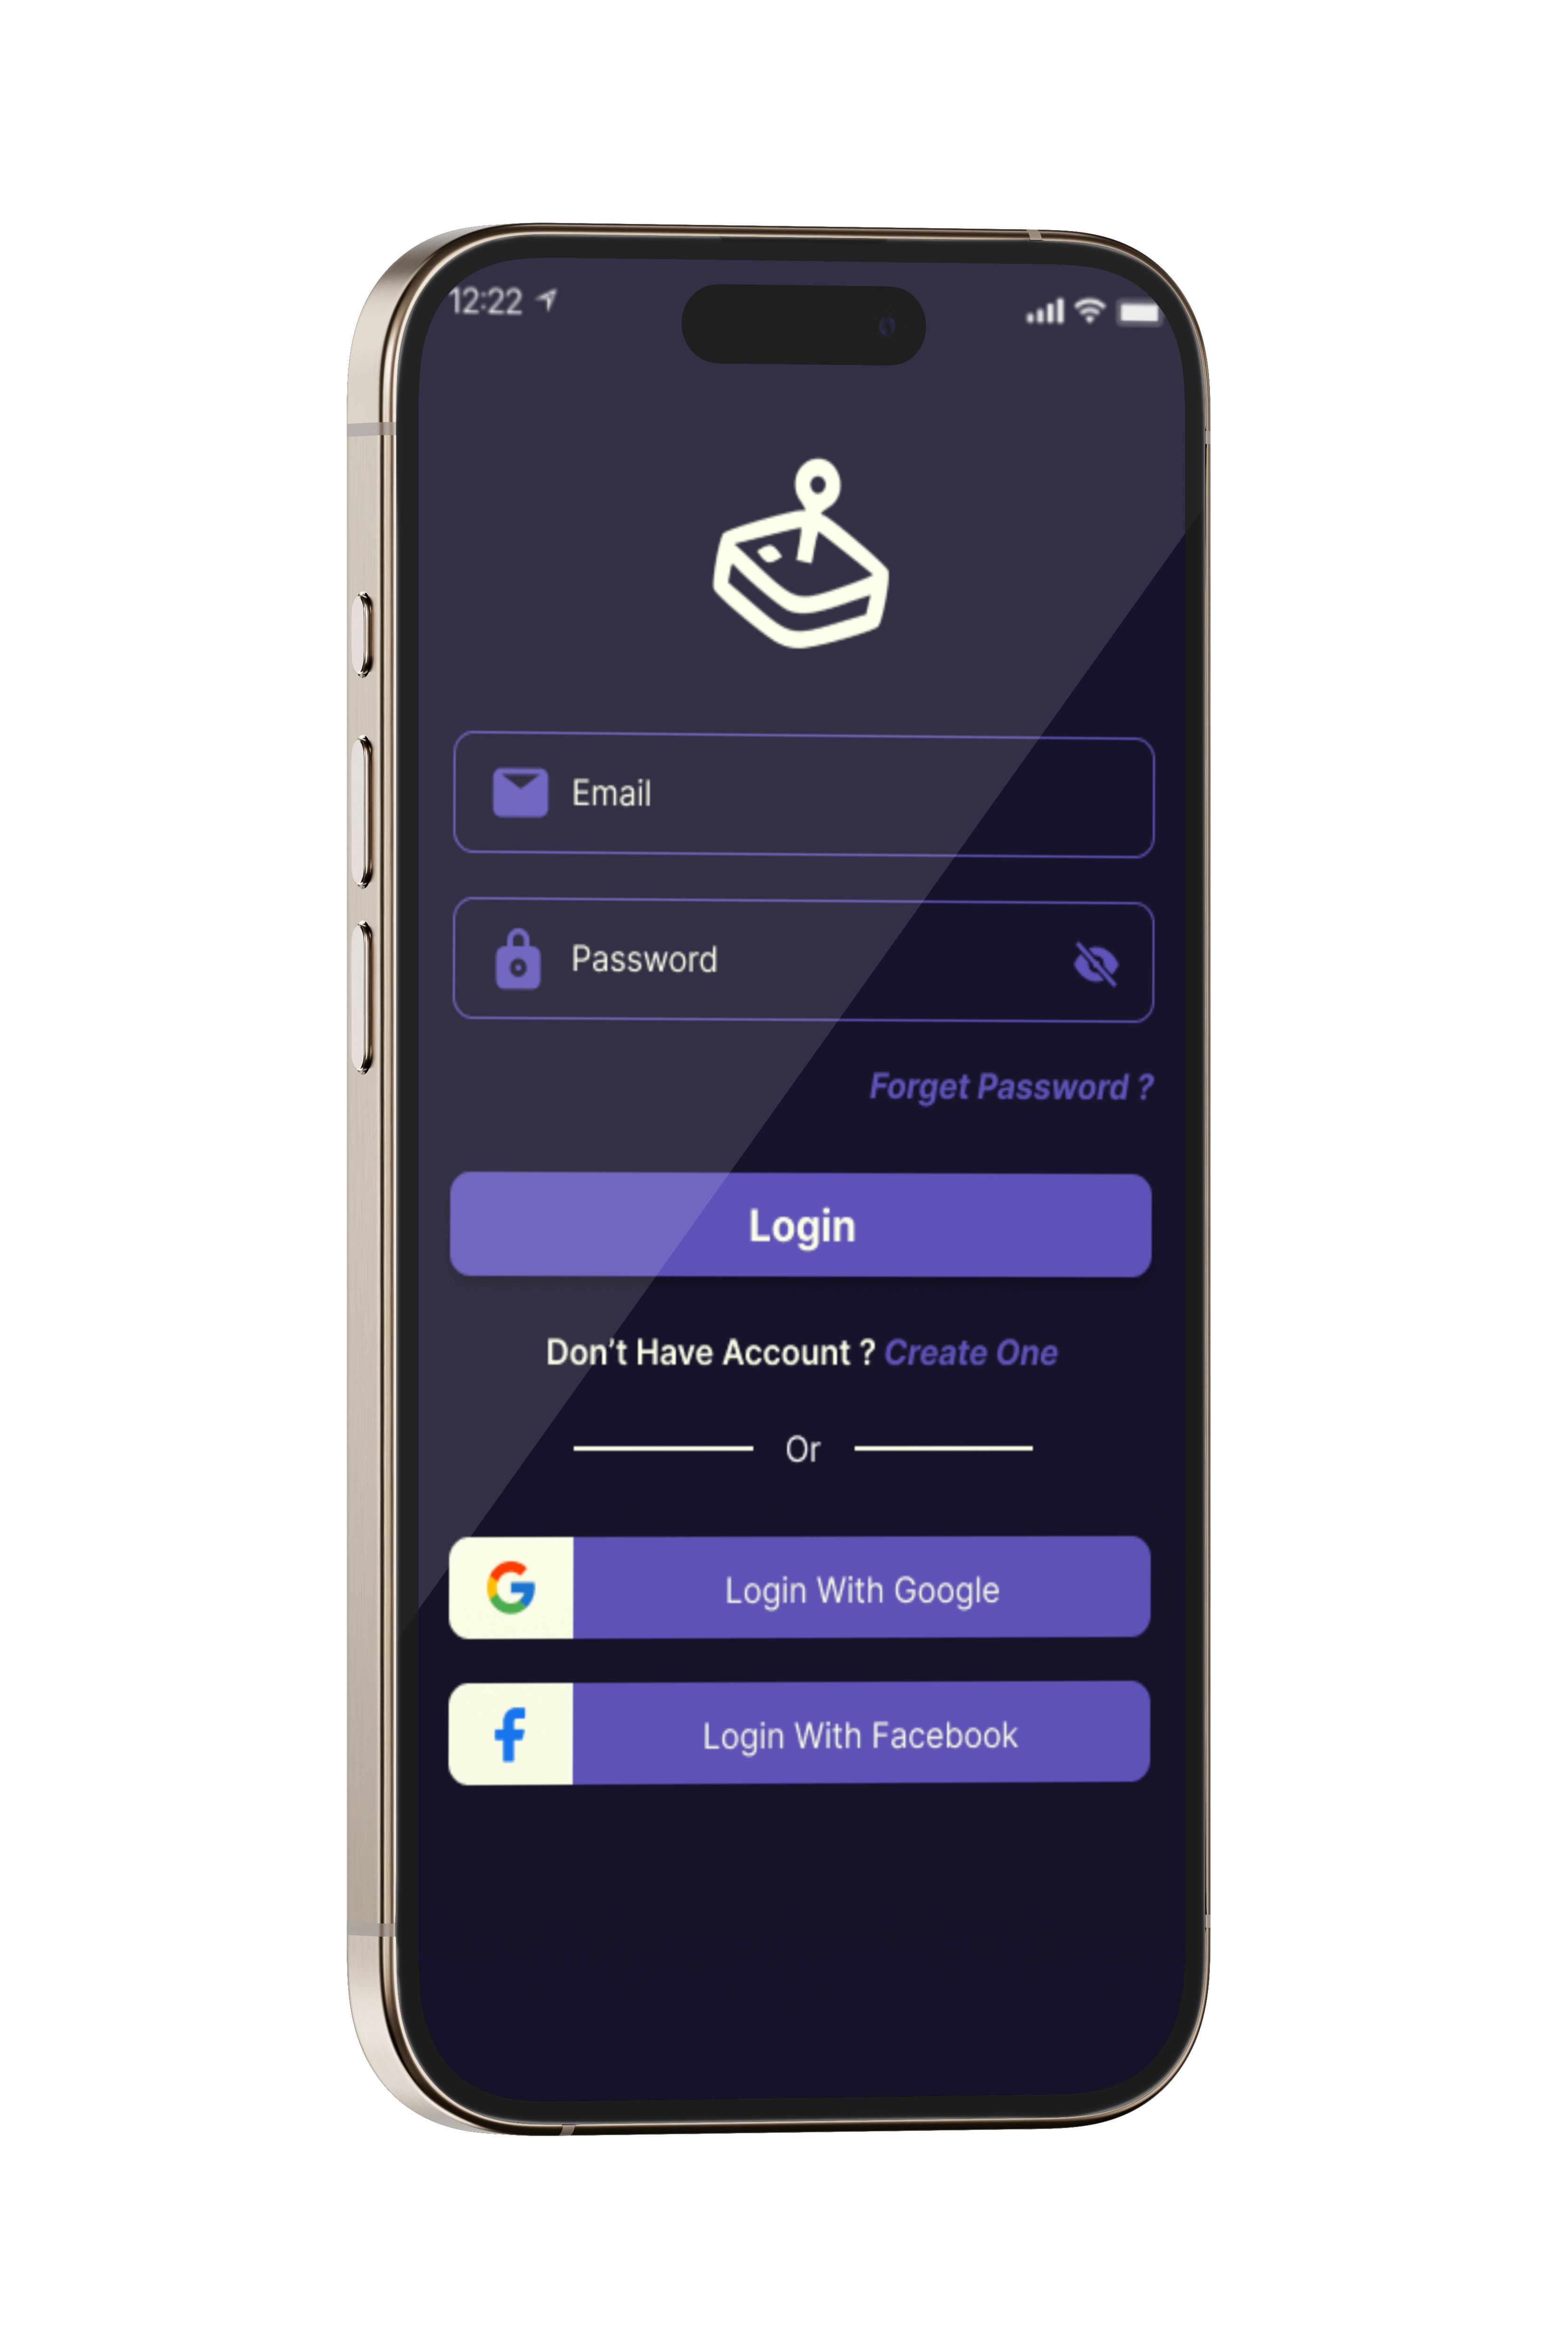 12:22
Email
Password
Forget Password ?
Login
Don’t Have Account ? Create One
Or
Login With Google
Login With Facebook